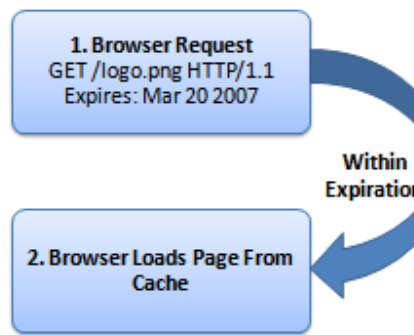 1. Browser Request
GET /logo.png HTTP/1.1
Expires: Mar 20 2007
Within
Expiration
2. Browser Loads Page From
Cache